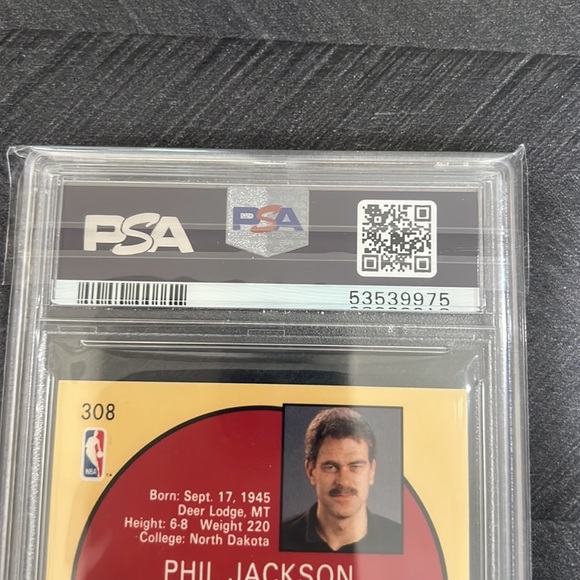 PSA PSA
53539975
308
NBA
Born: Sept. 17, 1945
Deer Lodge, MT
Height: 6-8 Weight 220
College: North Dakota
PHIL JACKSON